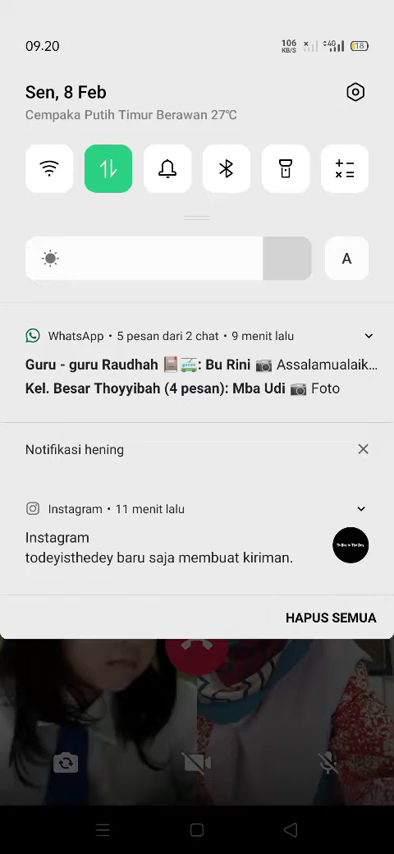 09.20
106
KB/S
4G
18
Sen, 8 Feb
Cempaka Putih Timur Berawan 27°C
A
WhatsApp • 5 pesan dari 2 chat • 9 menit lalu
Guru - guru Raudhah 📕🚎: Bu Rini 📷 Assalamualaik...
Kel. Besar Thoyyibah (4 pesan): Mba Udi 📷 Foto
Notifikasi hening
Instagram • 11 menit lalu
Instagram
todeyisthedey baru saja membuat kiriman.
HAPUS SEMUA